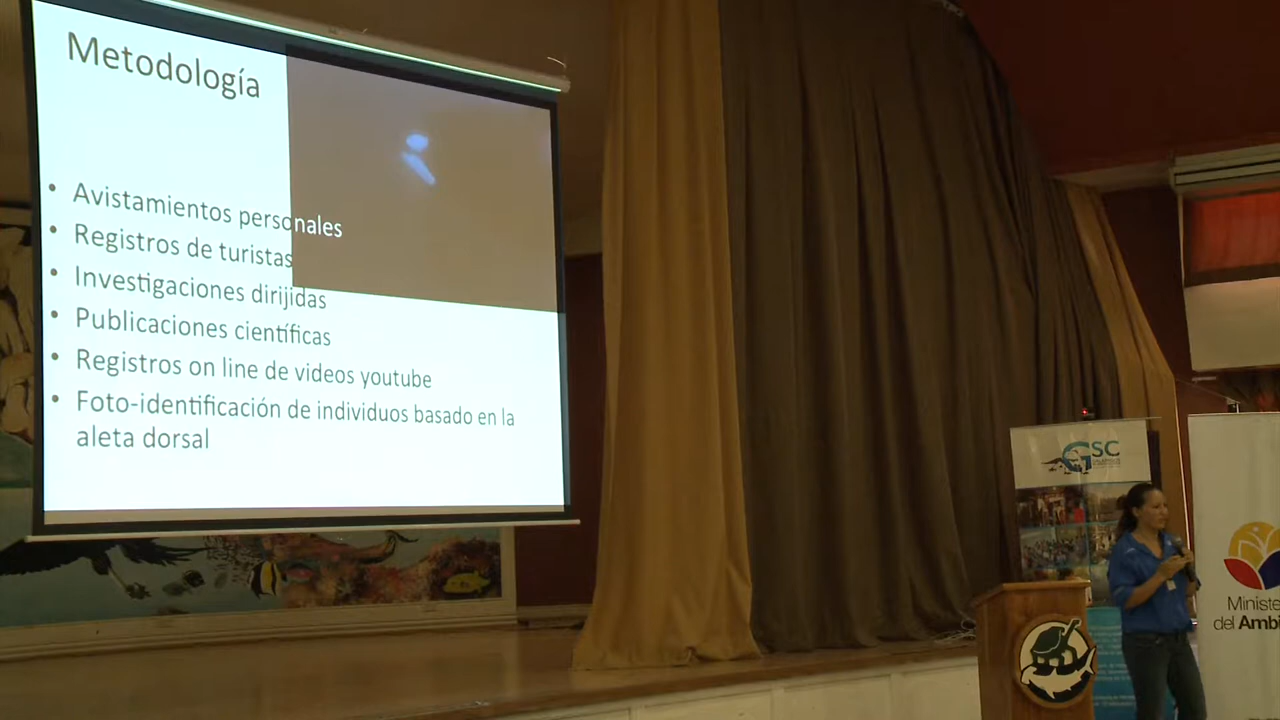 Metodología
• Avistamientos personales
• Registros de turistas
• Investigaciones dirijidas
• Publicaciones científicas
• Registros on line de videos youtube
• Foto-identificación de individuos basado en la
aleta dorsal
GSC
Ministe
del Ambi